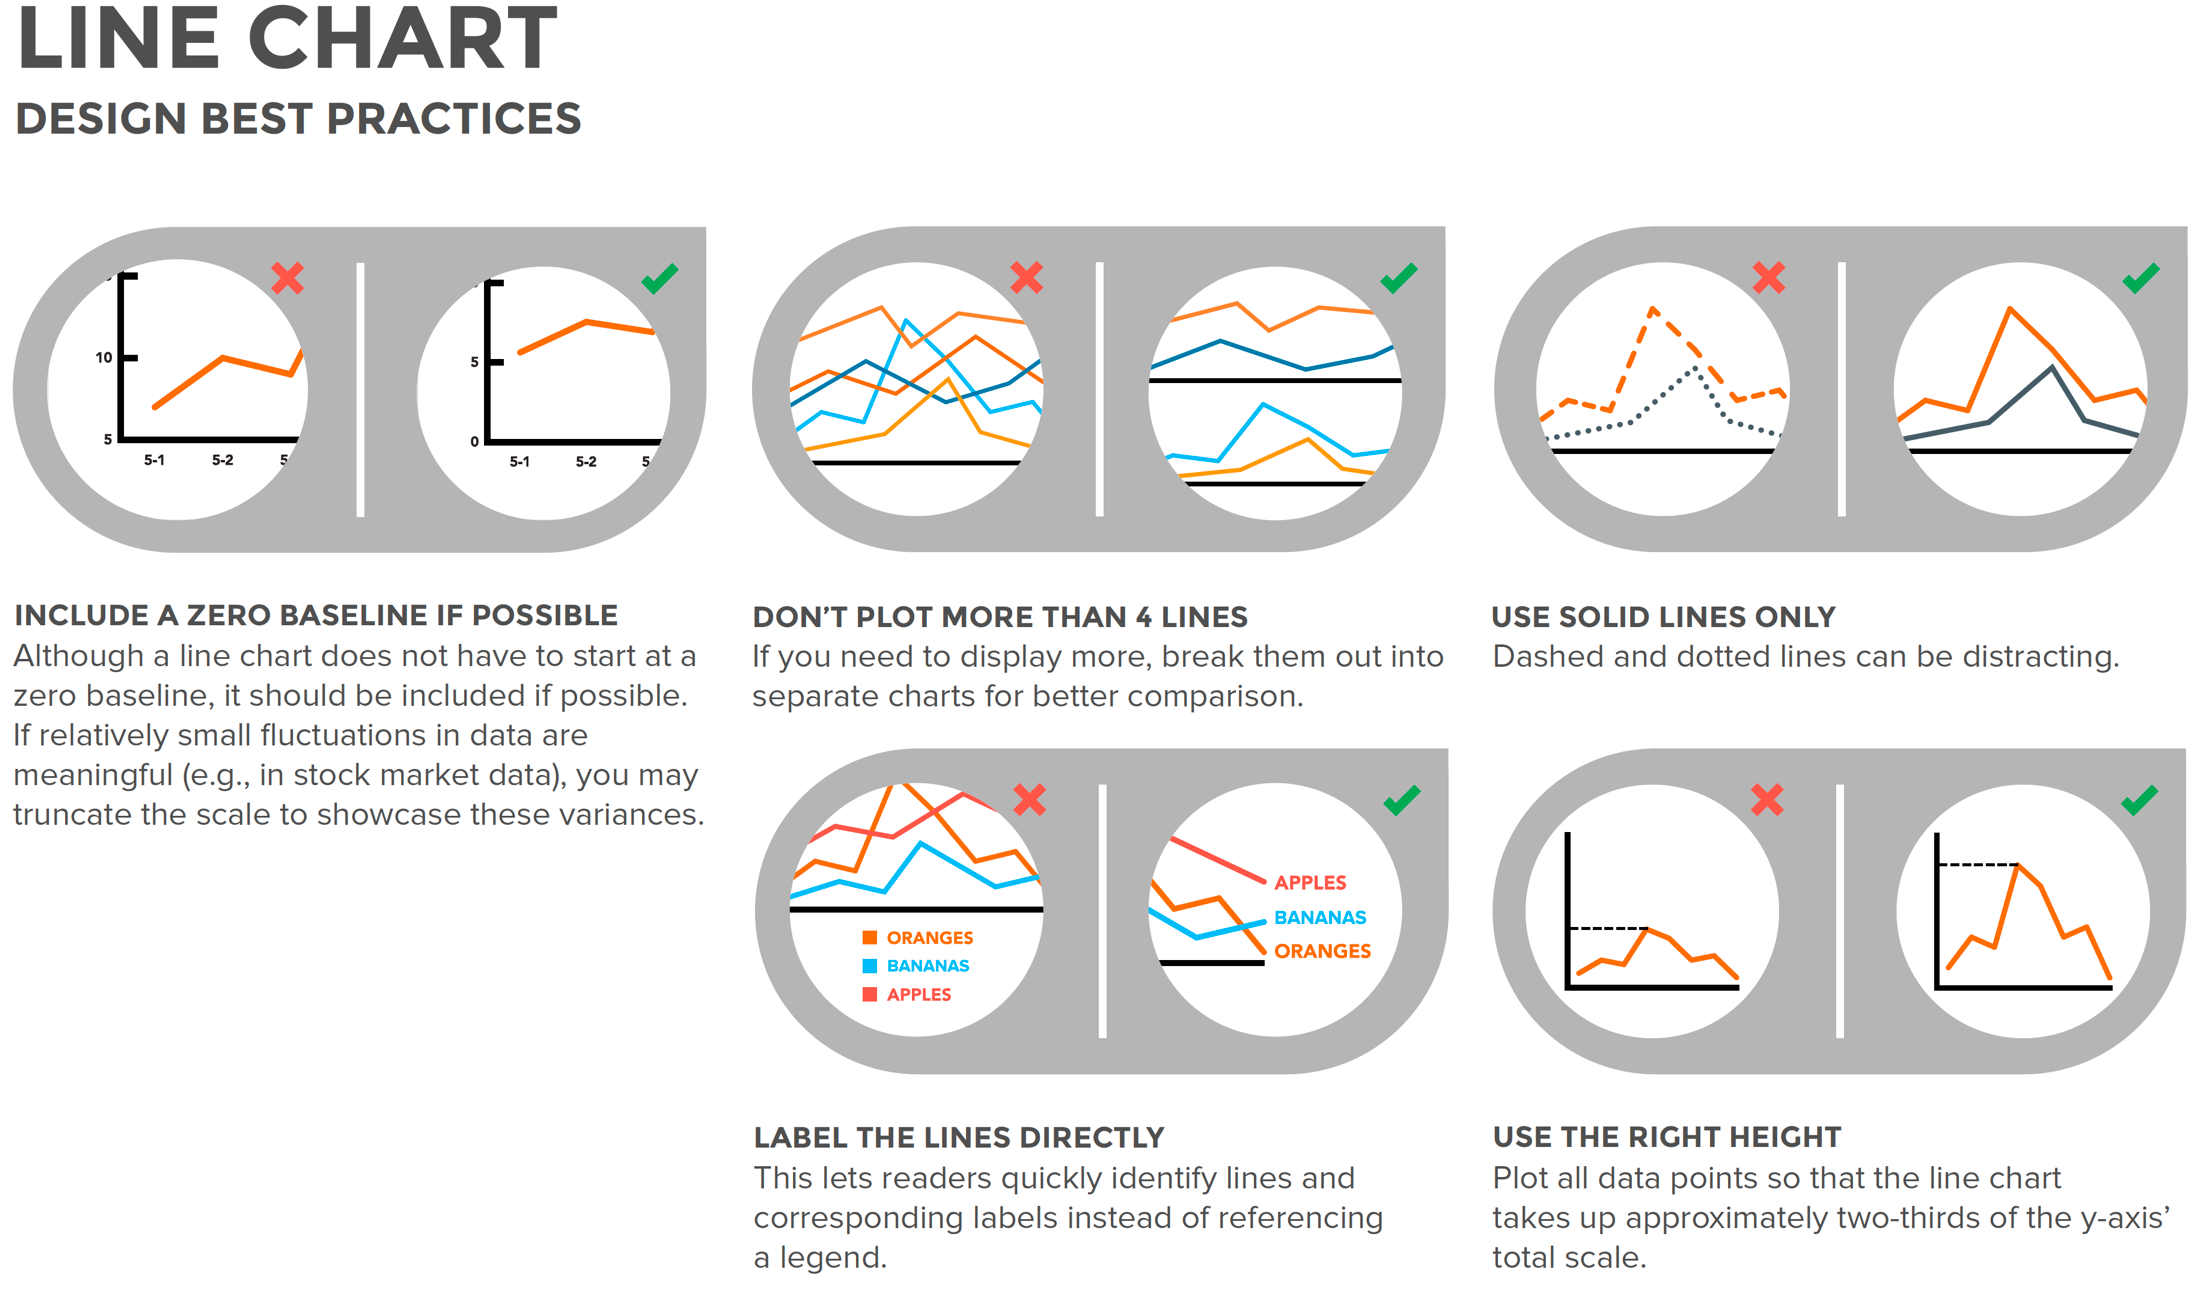 LINE CHART
DESIGN BEST PRACTICES
10
5
5-1
5-2
5
5
0
5-1
5-2
5
INCLUDE A ZERO BASELINE IF POSSIBLE
Although a line chart does not have to start at a
zero baseline, it should be included if possible.
If relatively small fluctuations in data are
meaningful (e.g., in stock market data), you may
truncate the scale to showcase these variances.
DON’T PLOT MORE THAN 4 LINES
If you need to display more, break them out into
separate charts for better comparison.
USE SOLID LINES ONLY
Dashed and dotted lines can be distracting.
ORANGES
BANANAS
APPLES
APPLES
BANANAS
ORANGES
LABEL THE LINES DIRECTLY
This lets readers quickly identify lines and
corresponding labels instead of referencing
a legend.
USE THE RIGHT HEIGHT
Plot all data points so that the line chart
takes up approximately two-thirds of the y-axis’
total scale.